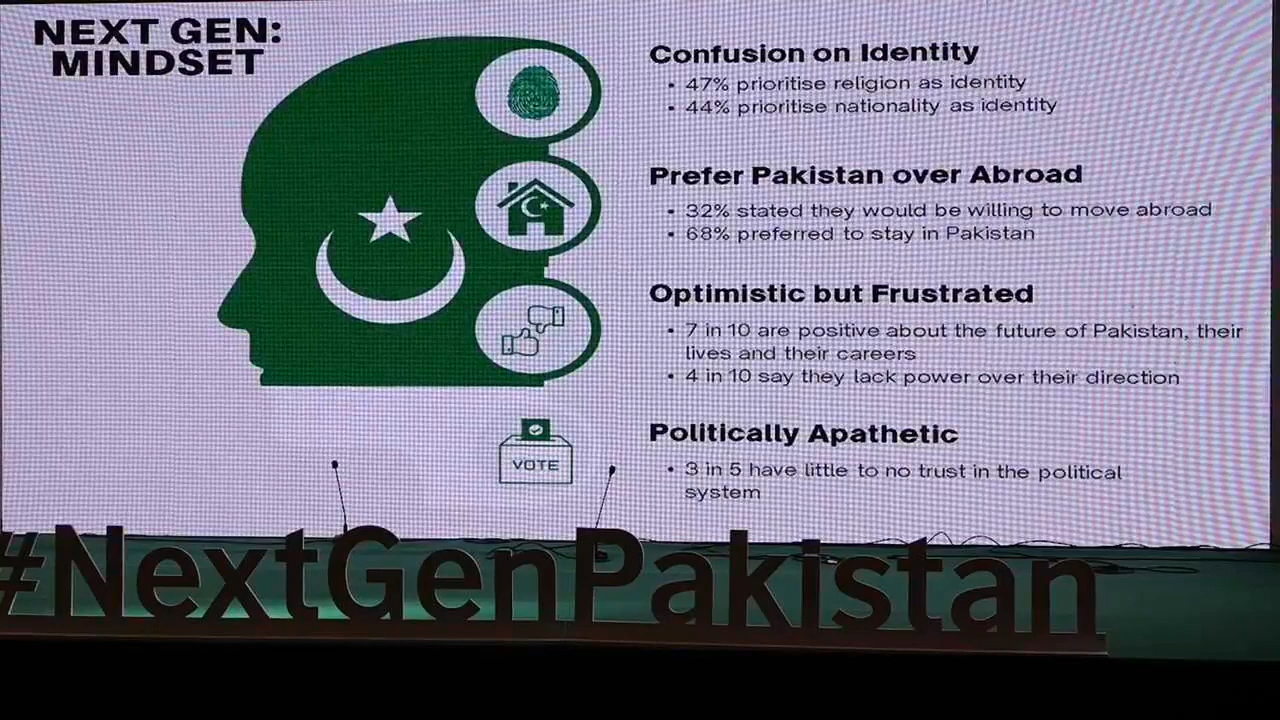 NEXT GEN:
MINDSET
Confusion on Identity
• 47% prioritise religion as identity
• 44% prioritise nationality as identity
Prefer Pakistan over Abroad
• 32% stated they would be willing to move abroad
• 68% preferred to stay in Pakistan
Optimistic but Frustrated
• 7 in 10 are positive about the future of Pakistan, their
lives and their careers
• 4 in 10 say they lack power over their direction
VOTE
Politically Apathetic
• 3 in 5 have little to no trust in the political
system
#NextGenPakistan